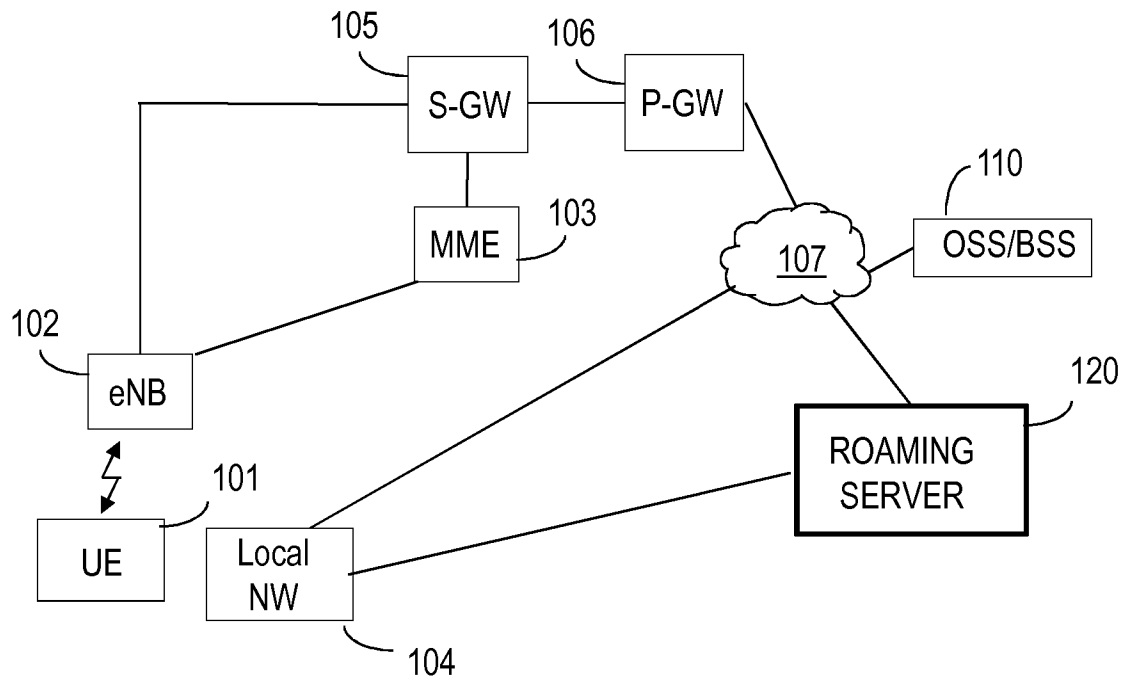 105
106
S-GW
P-GW
110
MME
103
107
OSS/BSS
102
eNB
120
ROAMING
SERVER
101
UE
Local
NW
104